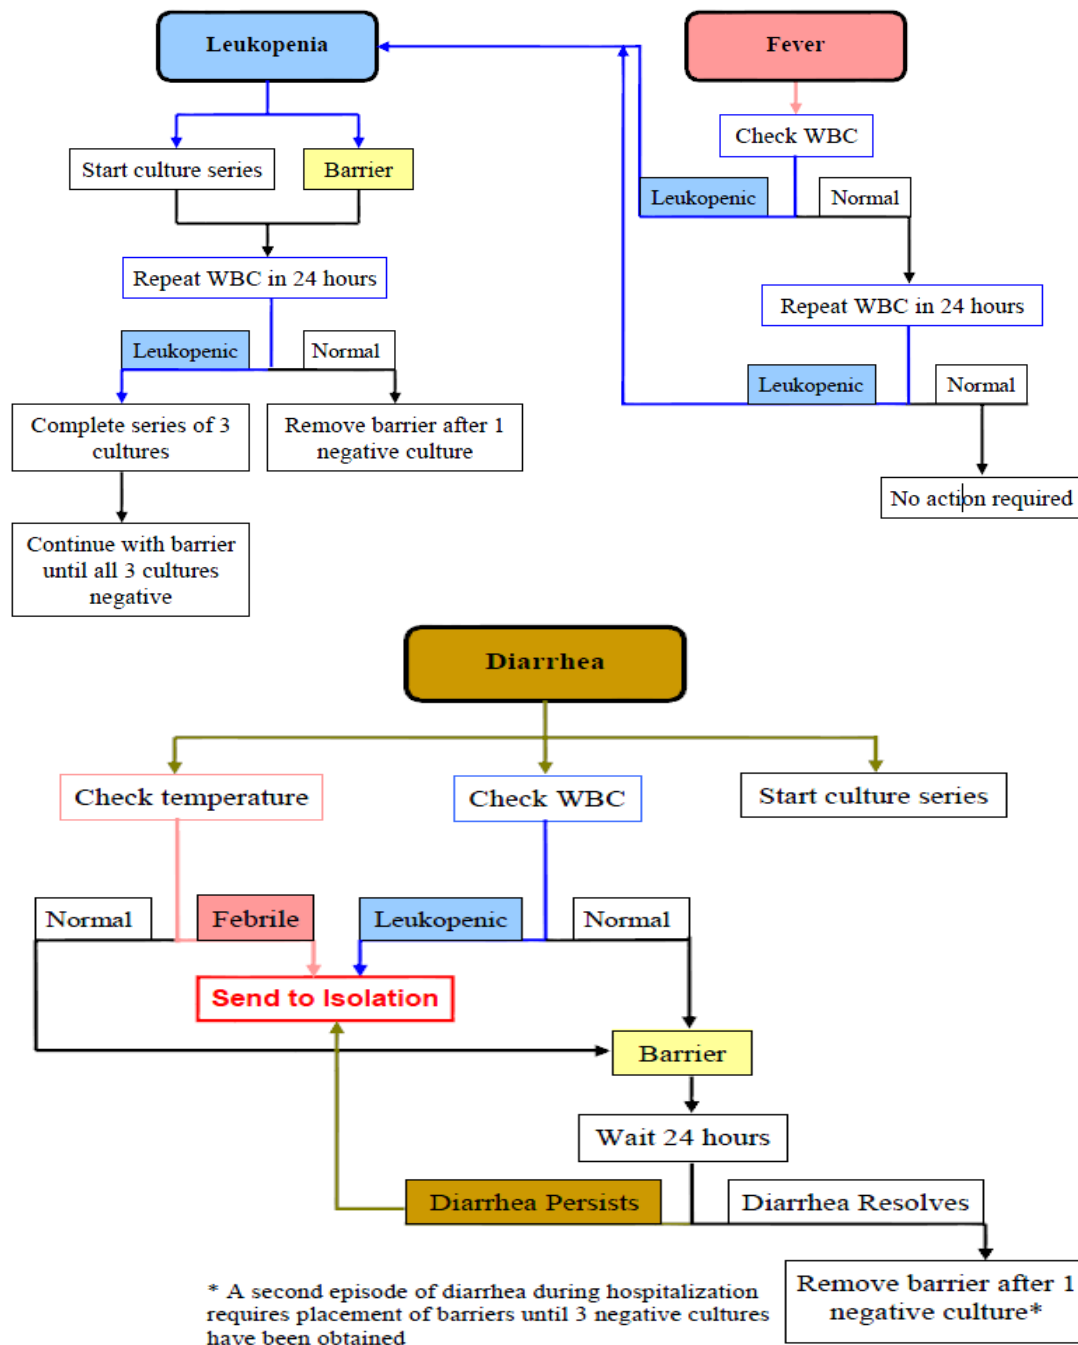 Leukopenia
Fever
Check WBC
Start culture series
Barrier
Leukopenic
Normal
Repeat WBC in 24 hours
Repeat WBC in 24 hours
Leukopenic
Normal
Leukopenic
Normal
Complete series of 3
cultures
Remove barrier after 1
negative culture
No action required
Continue with barrier
until all 3 cultures
negative
Diarrhea
Check temperature
Check WBC
Start culture series
Normal
Febrile
Leukopenic
Normal
Send to Isolation
Barrier
Wait 24 hours
Diarrhea Persists
Diarrhea Resolves
Remove barrier after 1
negative culture*
* A second episode of diarrhea during hospitalization
requires placement of barriers until 3 negative cultures
have been obtained